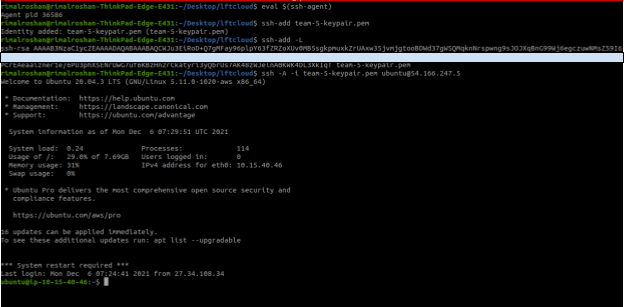 rimalroshan@rimalroshan-ThinkPad-Edge-E431:~/Desktop/iftcloud$ eval $(ssh-agent)
Agent pid 36586
rimalroshan@rimalroshan-ThinkPad-Edge-E431:~/Desktop/iftcloud$ ssh-add team-5-keypair.pem
Identity added: team-5-keypair.pem (team-5-keypair.pem)
rimalroshan@rimalroshan-ThinkPad-Edge-E431:~/Desktop/iftcloud$ ssh-add -L
ssh-rsa
team-5-keypair.pem
rimalroshan@rimalroshan-ThinkPad-Edge-E431:~/Desktop/iftcloud$ ssh -A -i team-5-keypair.pem ubuntu@54.166.247.5
Welcome to Ubuntu 20.04.3 LTS (GNU/Linux 5.11.0-1020-aws x86_64)
* Documentation: https://help.ubuntu.com
* Management: https://landscape.canonical.com
* Support: https://ubuntu.com/advantage
System information as of Mon Dec 6 07:29:51 UTC 2021
System load: 0.24 Processes: 114
Usage of /: 29.0% of 7.69GB Users logged in: 0
Memory usage: 31% IPv4 address for eth0: 10.15.40.46
Swap usage: 0%
* Ubuntu Pro delivers the most comprehensive open source security and
compliance features.
https://ubuntu.com/aws/pro
16 updates can be applied immediately.
To see these additional updates run: apt list --upgradable
*** System restart required ***
Last login: Mon Dec 6 07:24:41 2021 from 27.34.108.34
ubuntu@ip-10-15-40-46:~$